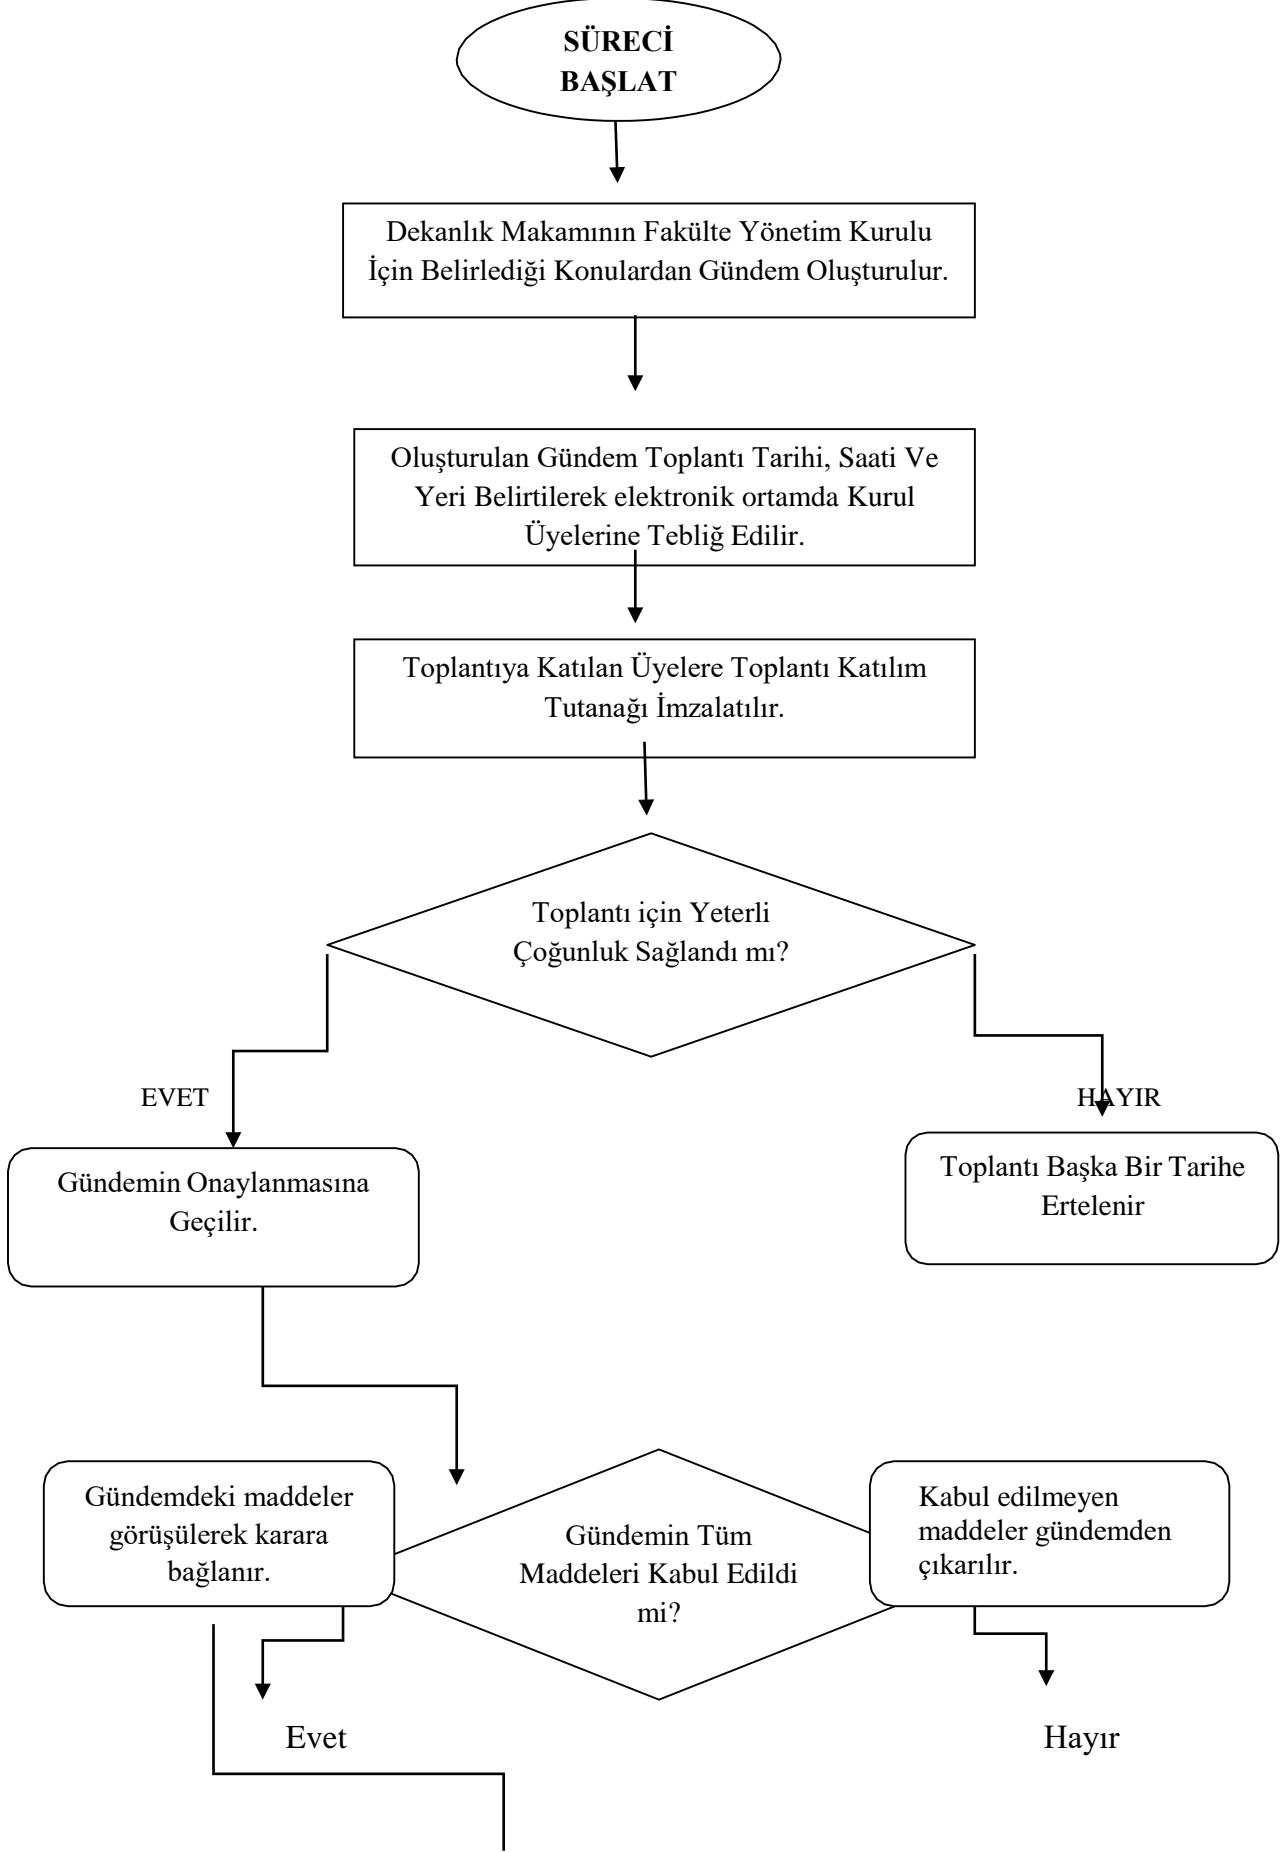 SÜRECİ
BAŞLAT
Dekanlık Makamının Fakülte Yönetim Kurulu
İçin Belirlediği Konulardan Gündem Oluşturulur.
Oluşturulan Gündem Toplantı Tarihi, Saati Ve
Yeri Belirtilerek elektronik ortamda Kurul
Üyelerine Tebliğ Edilir.
Toplantıya Katılan Üyelere Toplantı Katılım
Tutanağı İmzalatılır.
Toplantı için Yeterli
Çoğunluk Sağlandı mı?
EVET
HAYIR
Gündemin Onaylanmasına
Geçilir.
Toplantı Başka Bir Tarihe
Ertelenir
Gündemdeki maddeler
görüşülerek karara
bağlanır.
Gündemin Tüm
Maddeleri Kabul Edildi
mi?
Kabul edilmeyen
maddeler gündemden
çıkarılır.
Evet
Hayır